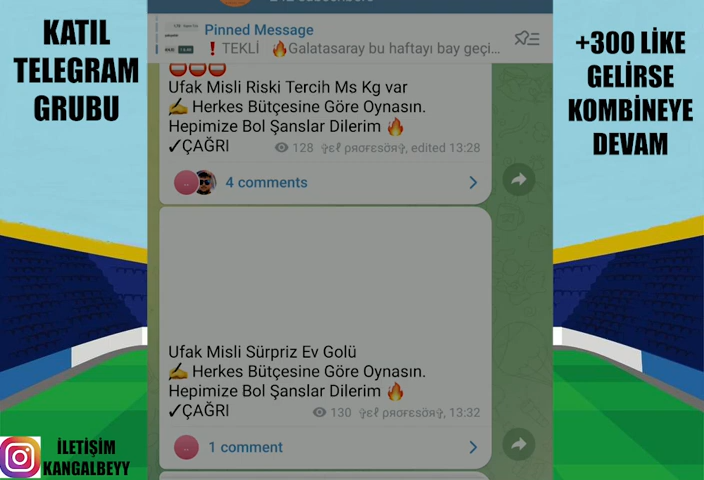 KATIL
TELEGRAM
GRUBU
Pinned Message
❗TEKLİ 🔥Galatasaray bu haftayı bay geçi...
Ufak Misli Riski Tercih Ms Kg var
✍️ Herkes Bütçesine Göre Oynasın.
Hepimize Bol Şanslar Dilerim 🔥
✓ÇAĞRI
128
edited 13:28
4 comments
Ufak Misli Sürpriz Ev Golü
✍️ Herkes Bütçesine Göre Oynasın.
Hepimize Bol Şanslar Dilerim 🔥
✓ÇAĞRI
130
13:32
1 comment
+300 LİKE
GELİRSE
KOMBİNEYE
DEVAM
İLETİŞİM
KANGALBEYY